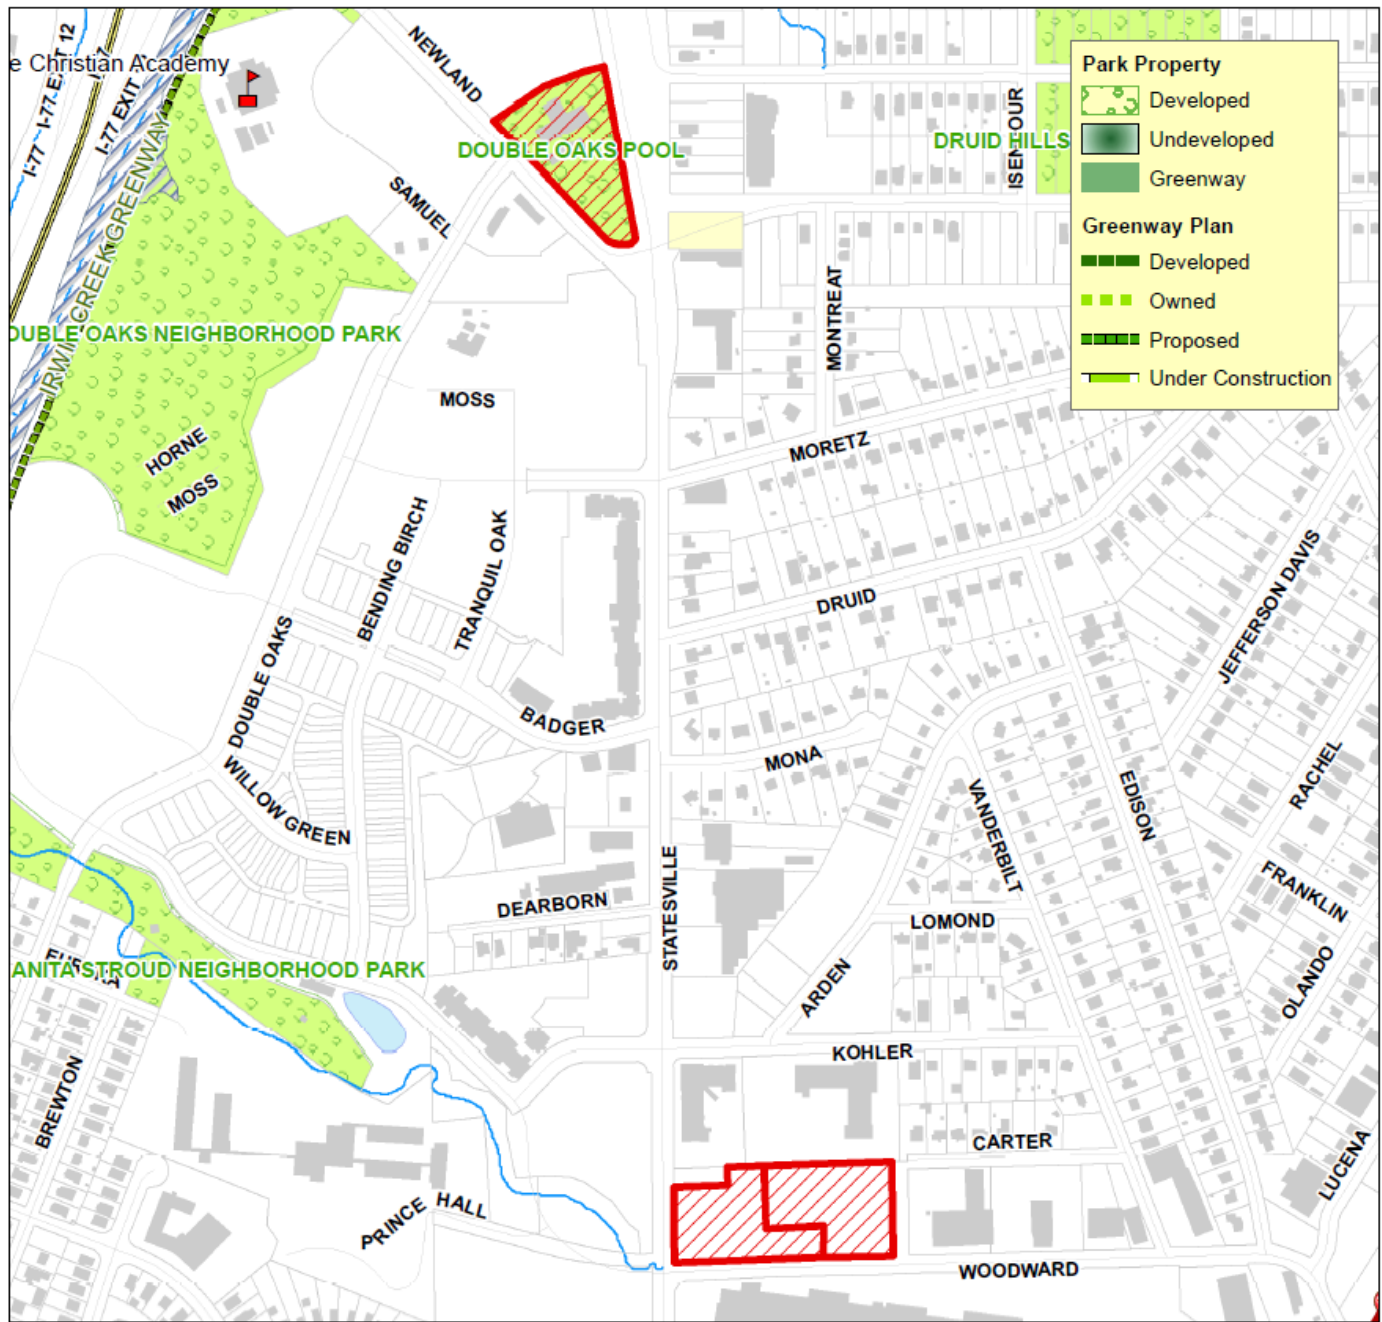 I-77 EXIT 12
I-77
I-77 EXIT
e Christian Academy
NEWLAND
DOUBLE OAKS POOL
DRUID HILLS
ISENHOUR
Park Property
Developed
Undeveloped
Greenway
Greenway Plan
Developed
Owned
Proposed
Under Construction
SAMUEL
IRWIN CREEK GREENWAY
OUBLE OAKS NEIGHBORHOOD PARK
MONTREAT
MOSS
MORETZ
HORNE
MOSS
BENDING BIRCH
TRANQUIL OAK
DRUID
JEFFERSON DAVIS
DOUBLE OAKS
BADGER
MONA
WILLOW GREEN
VANDERBILT
EDISON
RACHEL
STATESVILLE
DEARBORN
LOMOND
FRANKLIN
ANITA STROUD NEIGHBORHOOD PARK
ARDEN
OLANDO
KOHLER
BREWTON
CARTER
LUCENA
PRINCE HALL
WOODWARD